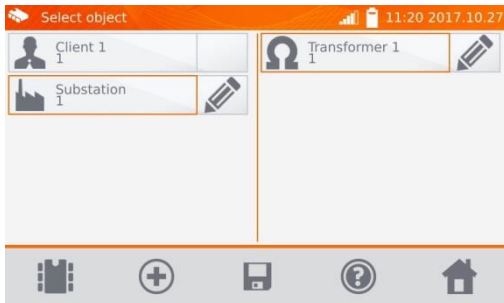 Select object
11:20 2017.10.27
Client 1
1
Substation
1
Transformer 1
1